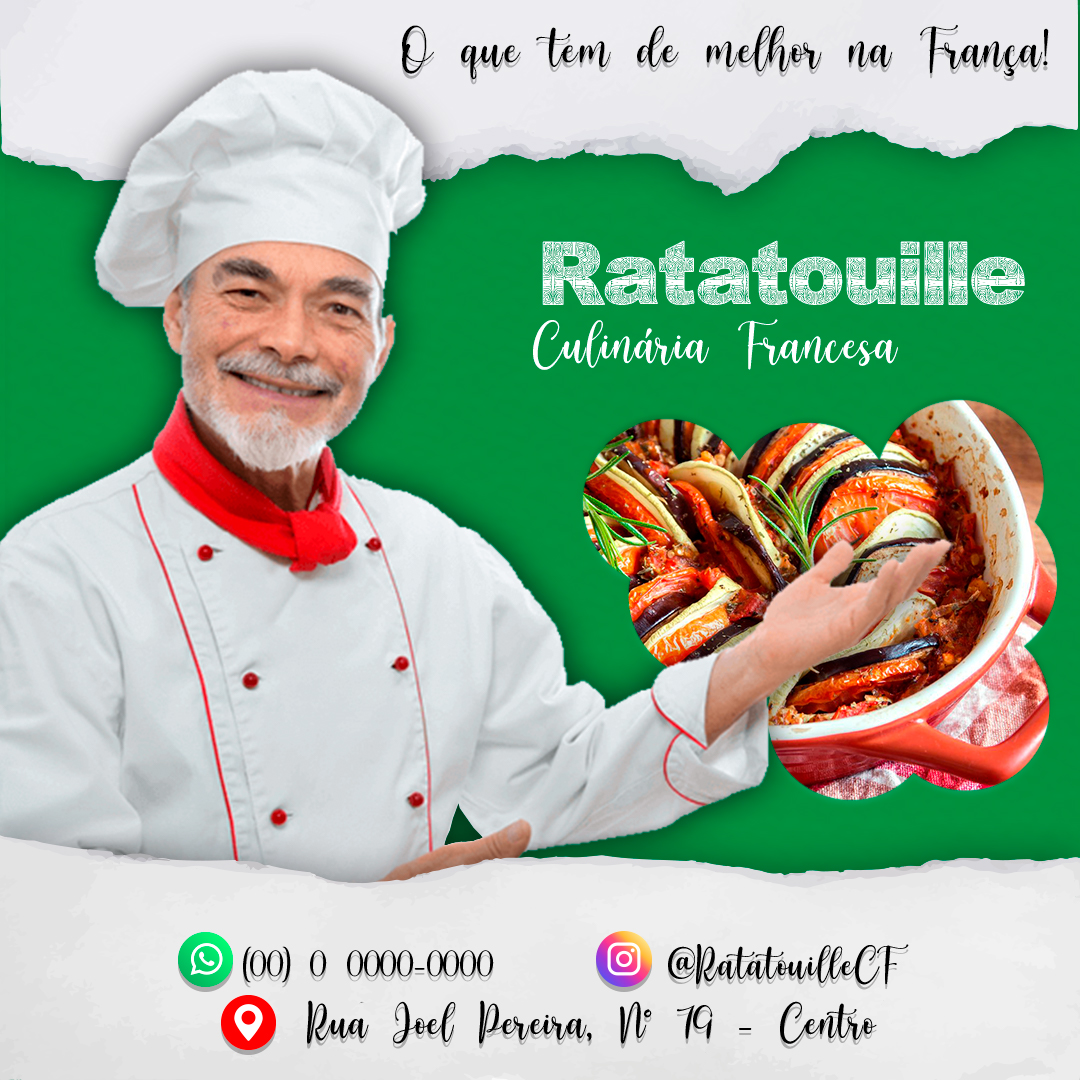 O que tem de melhor na França!
Ratatouille
Culinária Francesa
(00) 0 0000-0000
@RatatouilleCF
Rua Joel Pereira, N° 79 - Centro